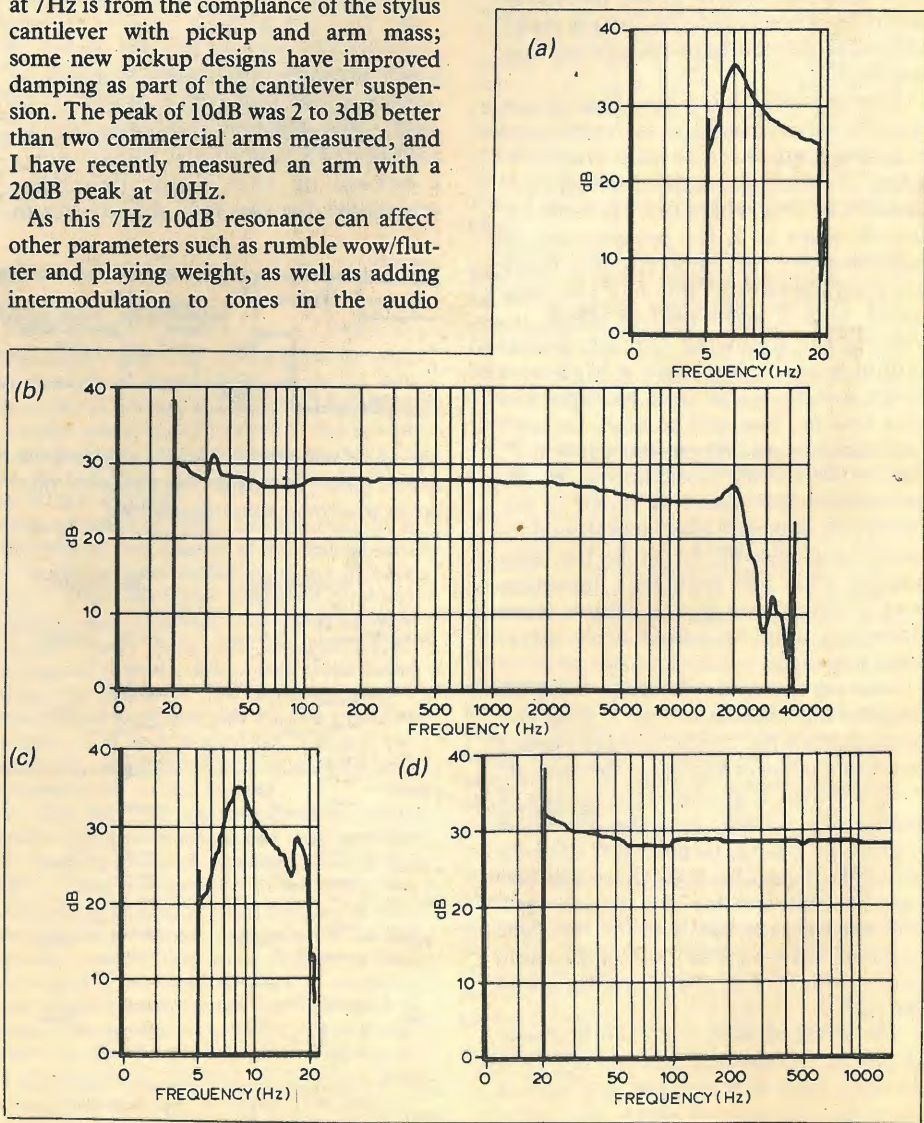 at 7Hz is from the compliance of the stylus
cantilever with pickup and arm mass;
some new pickup designs have improved
damping as part of the cantilever suspen-
sion. The peak of 10dB was 2 to 3dB better
than two commercial arms measured, and
I have recently measured an arm with a
20dB peak at 10Hz.
As this 7Hz 10dB resonance can affect
other parameters such as rumble wow/flut-
ter and playing weight, as well as adding
intermodulation to tones in the audio
(a)
40
30
20
10
0
dB
5 10 20
FREQUENCY (Hz)
(b)
40
30
20
10
0
dB
0 20 50 100 200 500 1000 2000 5000 10000 20000 40000
FREQUENCY (Hz)
(c)
40
30
20
10
0
dB
0 5 10 20
FREQUENCY (Hz)
(d)
40
30
20
10
0
dB
0 20 50 100 200 500 1000
FREQUENCY (Hz)